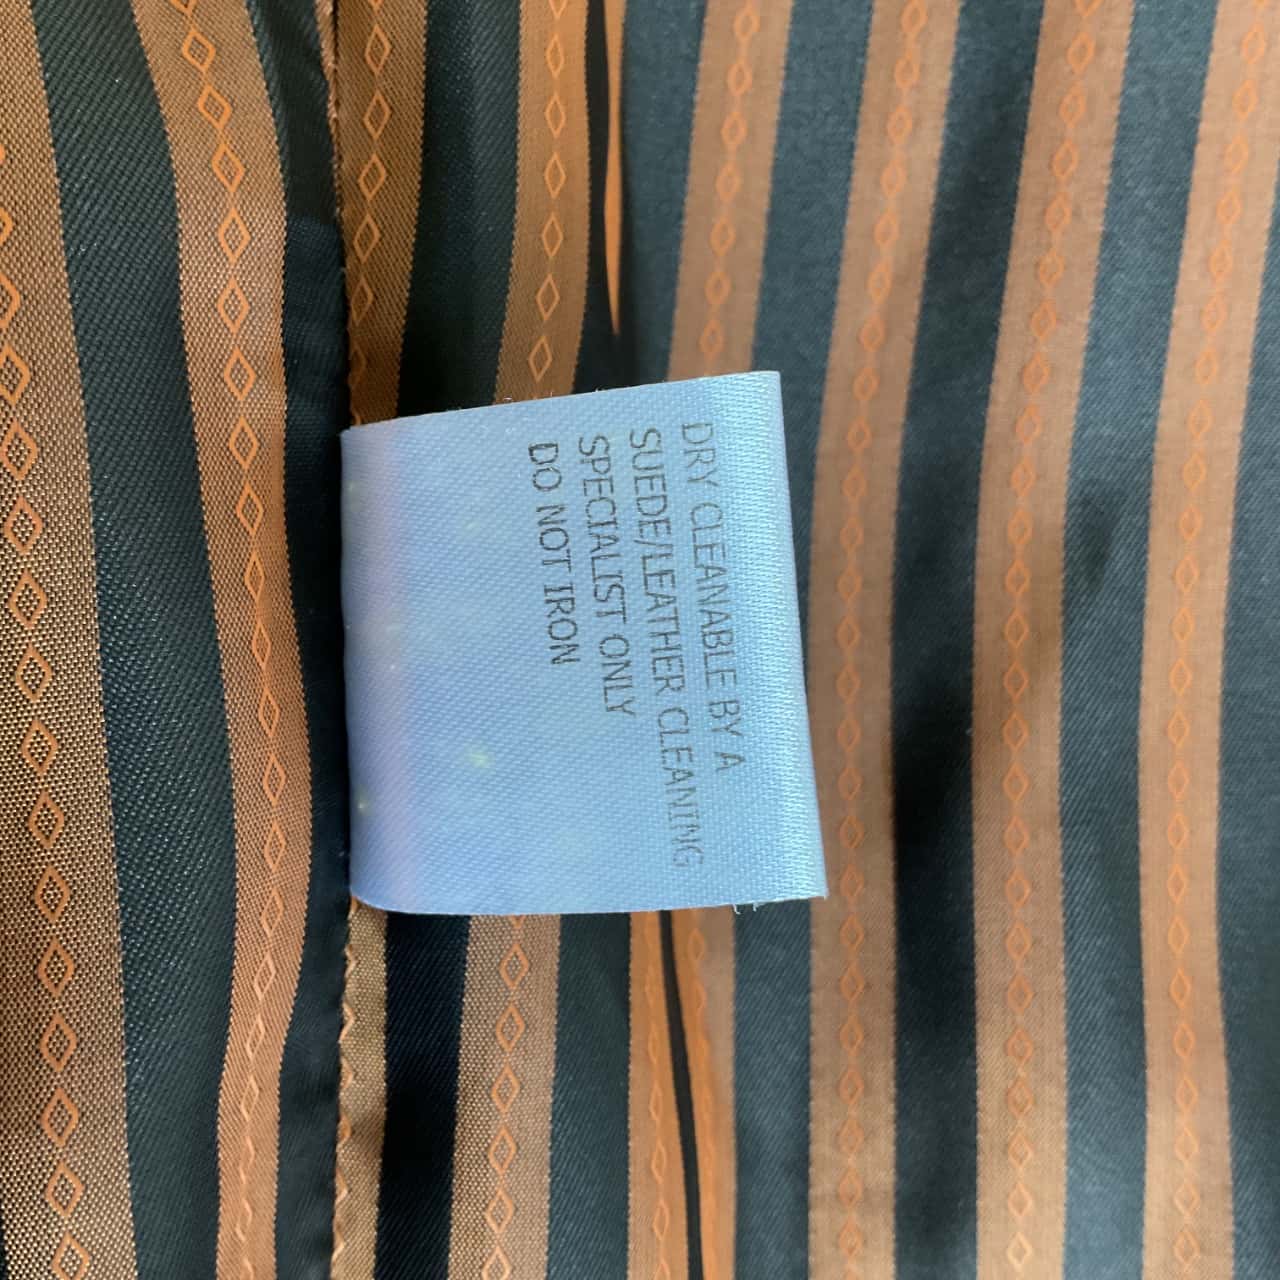 DRY CLEANABLE BY A
SUEDE/LEATHER CLEANING
SPECIALIST ONLY
DO NOT IRON